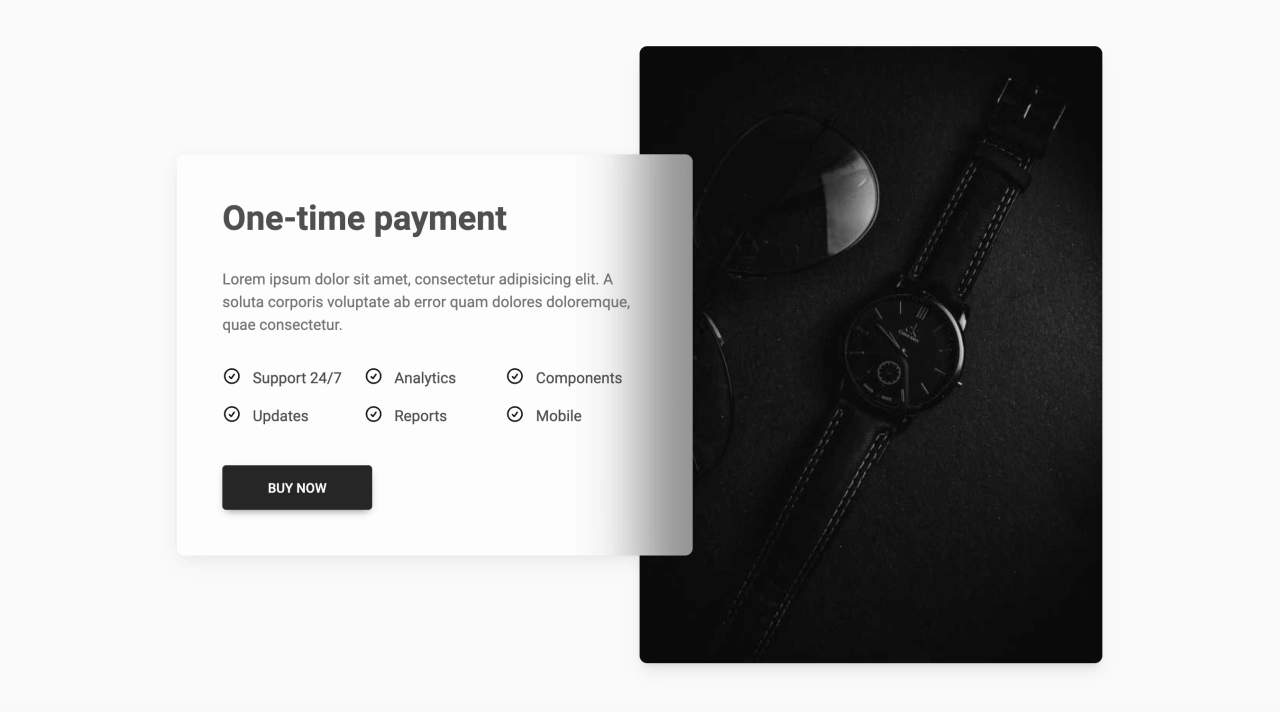 One-time payment
Lorem ipsum dolor sit amet, consectetur adipisicing elit. A
soluta corporis voluptate ab error quam dolores doloremque,
quae consectetur.
Support 24/7 Analytics Components
Updates Reports Mobile
BUY NOW